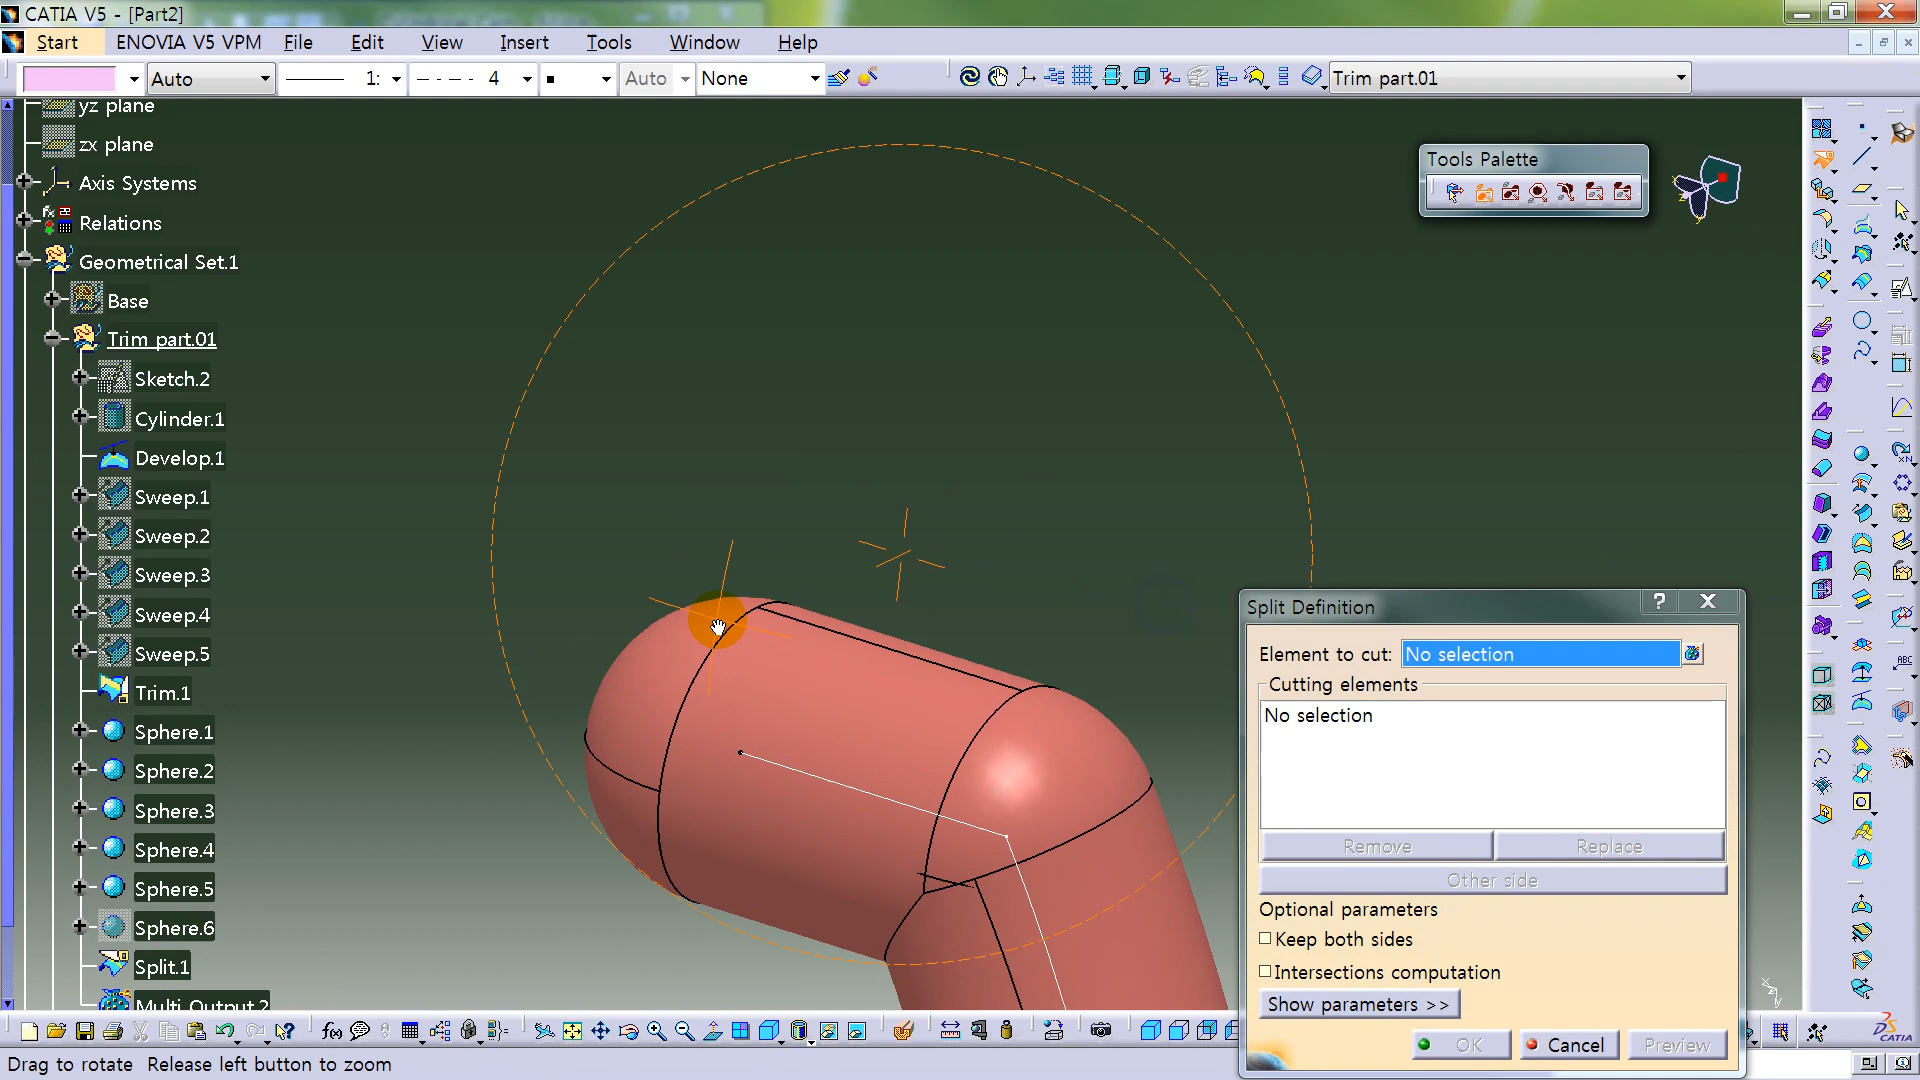 CATIA V5 - [Part2]
Start ENOVIA V5 VPM File Edit View Insert Tools Window Help
Auto 1: 4 Auto None Trim part.01
yz plane
zx plane
Axis Systems
Relations
Geometrical Set.1
Base
Trim part.01
Sketch.2
Cylinder.1
Develop.1
Sweep.1
Sweep.2
Sweep.3
Sweep.4
Sweep.5
Trim.1
Sphere.1
Sphere.2
Sphere.3
Sphere.4
Sphere.5
Sphere.6
Split.1
Multi Output.2
Tools Palette
Split Definition
Element to cut: No selection
Cutting elements
No selection
Remove Replace
Other side
Optional parameters
Keep both sides
Intersections computation
Show parameters >>
OK Cancel Preview
Drag to rotate Release left button to zoom
CATIA